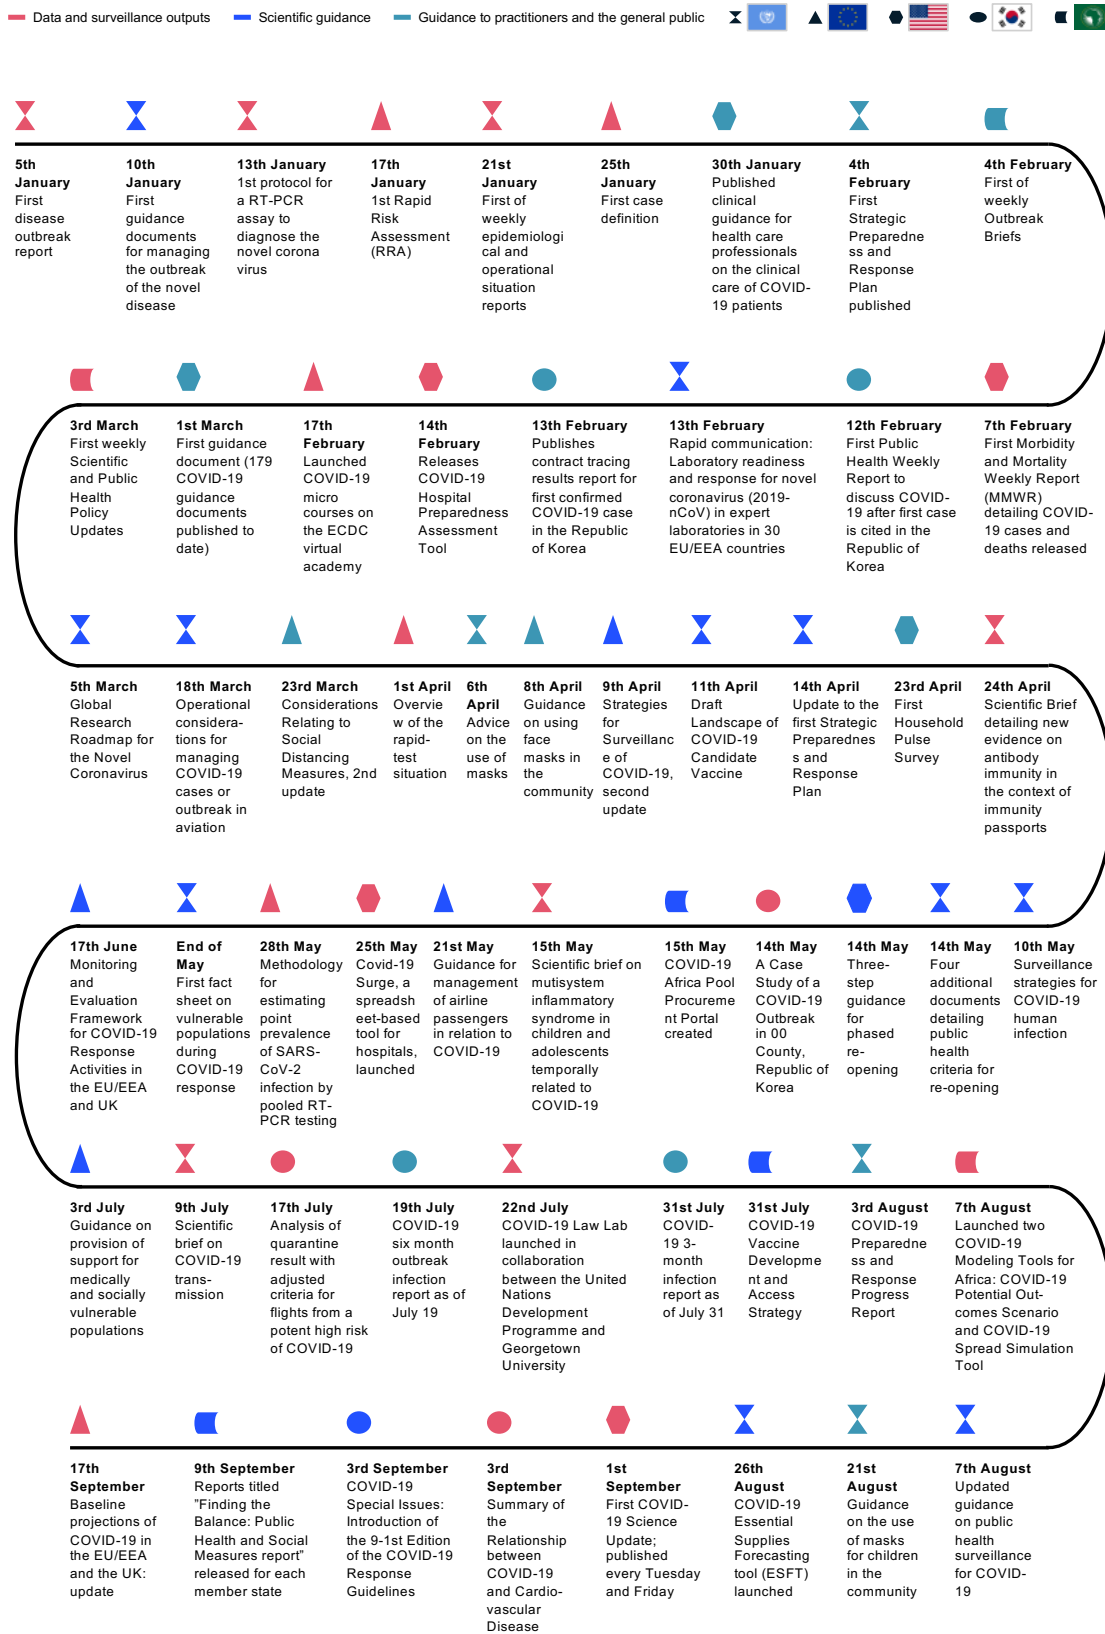 Data and surveillance outputs
Scientific guidance
Guidance to practitioners and the general public
5th
January
First
disease
outbreak
report
10th
January
First
guidance
documents
for managing
the outbreak
of the novel
disease
13th January
1st protocol for
a RT-PCR
assay to
diagnose the
novel corona
virus
17th
January
1st Rapid
Risk
Assessment
(RRA)
21st
January
First of
weekly
epidemiologi
cal and
operational
situation
reports
25th
January
First case
definition
30th January
Published
clinical
guidance for
health care
professionals
on the clinical
care of COVID-
19 patients
4th
February
First
Strategic
Preparedne
ss and
Response
Plan
published
4th February
First of
weekly
Outbreak
Briefs
3rd March
First weekly
Scientific
and Public
Health
Policy
Updates
1st March
First guidance
document (179
COVID-19
guidance
documents
published to
date)
17th
February
Launched
COVID-19
micro
courses on
the ECDC
virtual
academy
14th
February
Releases
COVID-19
Hospital
Preparedness
Assessment
Tool
13th February
Publishes
contract tracing
results report for
first confirmed
COVID-19 case
in the Republic
of Korea
13th February
Rapid communication:
Laboratory readiness
and response for novel
coronavirus (2019-
nCoV) in expert
laboratories in 30
EU/EEA countries
12th February
First Public
Health Weekly
Report to
discuss COVID-
19 after first case
is cited in the
Republic of
Korea
7th February
First Morbidity
and Mortality
Weekly Report
(MMWR)
detailing COVID-
19 cases and
deaths released
5th March
Global
Research
Roadmap for
the Novel
Coronavirus
18th March
Operational
considera-
tions for
managing
COVID-19
cases or
outbreak in
aviation
23rd March
Considerations
Relating to
Social
Distancing
Measures, 2nd
update
1st April
Overvie
w of the
rapid-
test
situation
6th
April
Advice
on the
use of
masks
8th April
Guidance
on using
face
masks in
the
community
9th April
Strategies
for
Surveillanc
e of
COVID-19,
second
update
11th April
Draft
Landscape of
COVID-19
Candidate
Vaccine
14th April
Update to the
first Strategic
Preparednes
s and
Response
Plan
23rd April
First
Household
Pulse
Survey
24th April
Scientific Brief
detailing new
evidence on
antibody
immunity in
the context of
immunity
passports
17th June
Monitoring
and
Evaluation
Framework
for COVID-19
Response
Activities in
the EU/EEA
and UK
End of
May
First fact
sheet on
vulnerable
populations
during
COVID-19
response
28th May
Methodology
for
estimating
point
prevalence
of SARS-
CoV-2
infection by
pooled RT-
PCR testing
25th May
Covid-19
Surge, a
spreadsh
eet-based
tool for
hospitals,
launched
21st May
Guidance for
management
of airline
passengers
in relation to
COVID-19
15th May
Scientific brief on
mutisystem
inflammatory
syndrome in
children and
adolescents
temporally
related to
COVID-19
15th May
COVID-19
Africa Pool
Procureme
nt Portal
created
14th May
A Case
Study of a
COVID-19
Outbreak
in 00
County,
Republic of
Korea
14th May
Three-
step
guidance
for
phased
re-
opening
14th May
Four
additional
documents
detailing
public
health
criteria for
re-opening
10th May
Surveillance
strategies for
COVID-19
human
infection
3rd July
Guidance on
provision of
support for
medically
and socially
vulnerable
populations
9th July
Scientific
brief on
COVID-19
trans-
mission
17th July
Analysis of
quarantine
result with
adjusted
criteria for
flights from a
potent high risk
of COVID-19
19th July
COVID-19
six month
outbreak
infection
report as of
July 19
22nd July
COVID-19 Law Lab
launched in
collaboration
between the United
Nations
Development
Programme and
Georgetown
University
31st July
COVID-
19 3-
month
infection
report as
of July 31
31st July
COVID-19
Vaccine
Developme
nt and
Access
Strategy
3rd August
COVID-19
Preparedne
ss and
Response
Progress
Report
7th August
Launched two
COVID-19
Modeling Tools for
Africa: COVID-19
Potential Out-
comes Scenario
and COVID-19
Spread Simulation
Tool
17th
September
Baseline
projections of
COVID-19 in
the EU/EEA
and the UK:
update
9th September
Reports titled
”Finding the
Balance: Public
Health and Social
Measures report”
released for each
member state
3rd September
COVID-19
Special Issues:
Introduction of
the 9-1st Edition
of the COVID-19
Response
Guidelines
3rd
September
Summary of
the
Relationship
between
COVID-19
and Cardio-
vascular
Disease
1st
September
First COVID-
19 Science
Update;
published
every Tuesday
and Friday
26th
August
COVID-19
Essential
Supplies
Forecasting
tool (ESFT)
launched
21st
August
Guidance
on the use
of masks
for children
in the
community
7th August
Updated
guidance
on public
health
surveillance
for COVID-
19